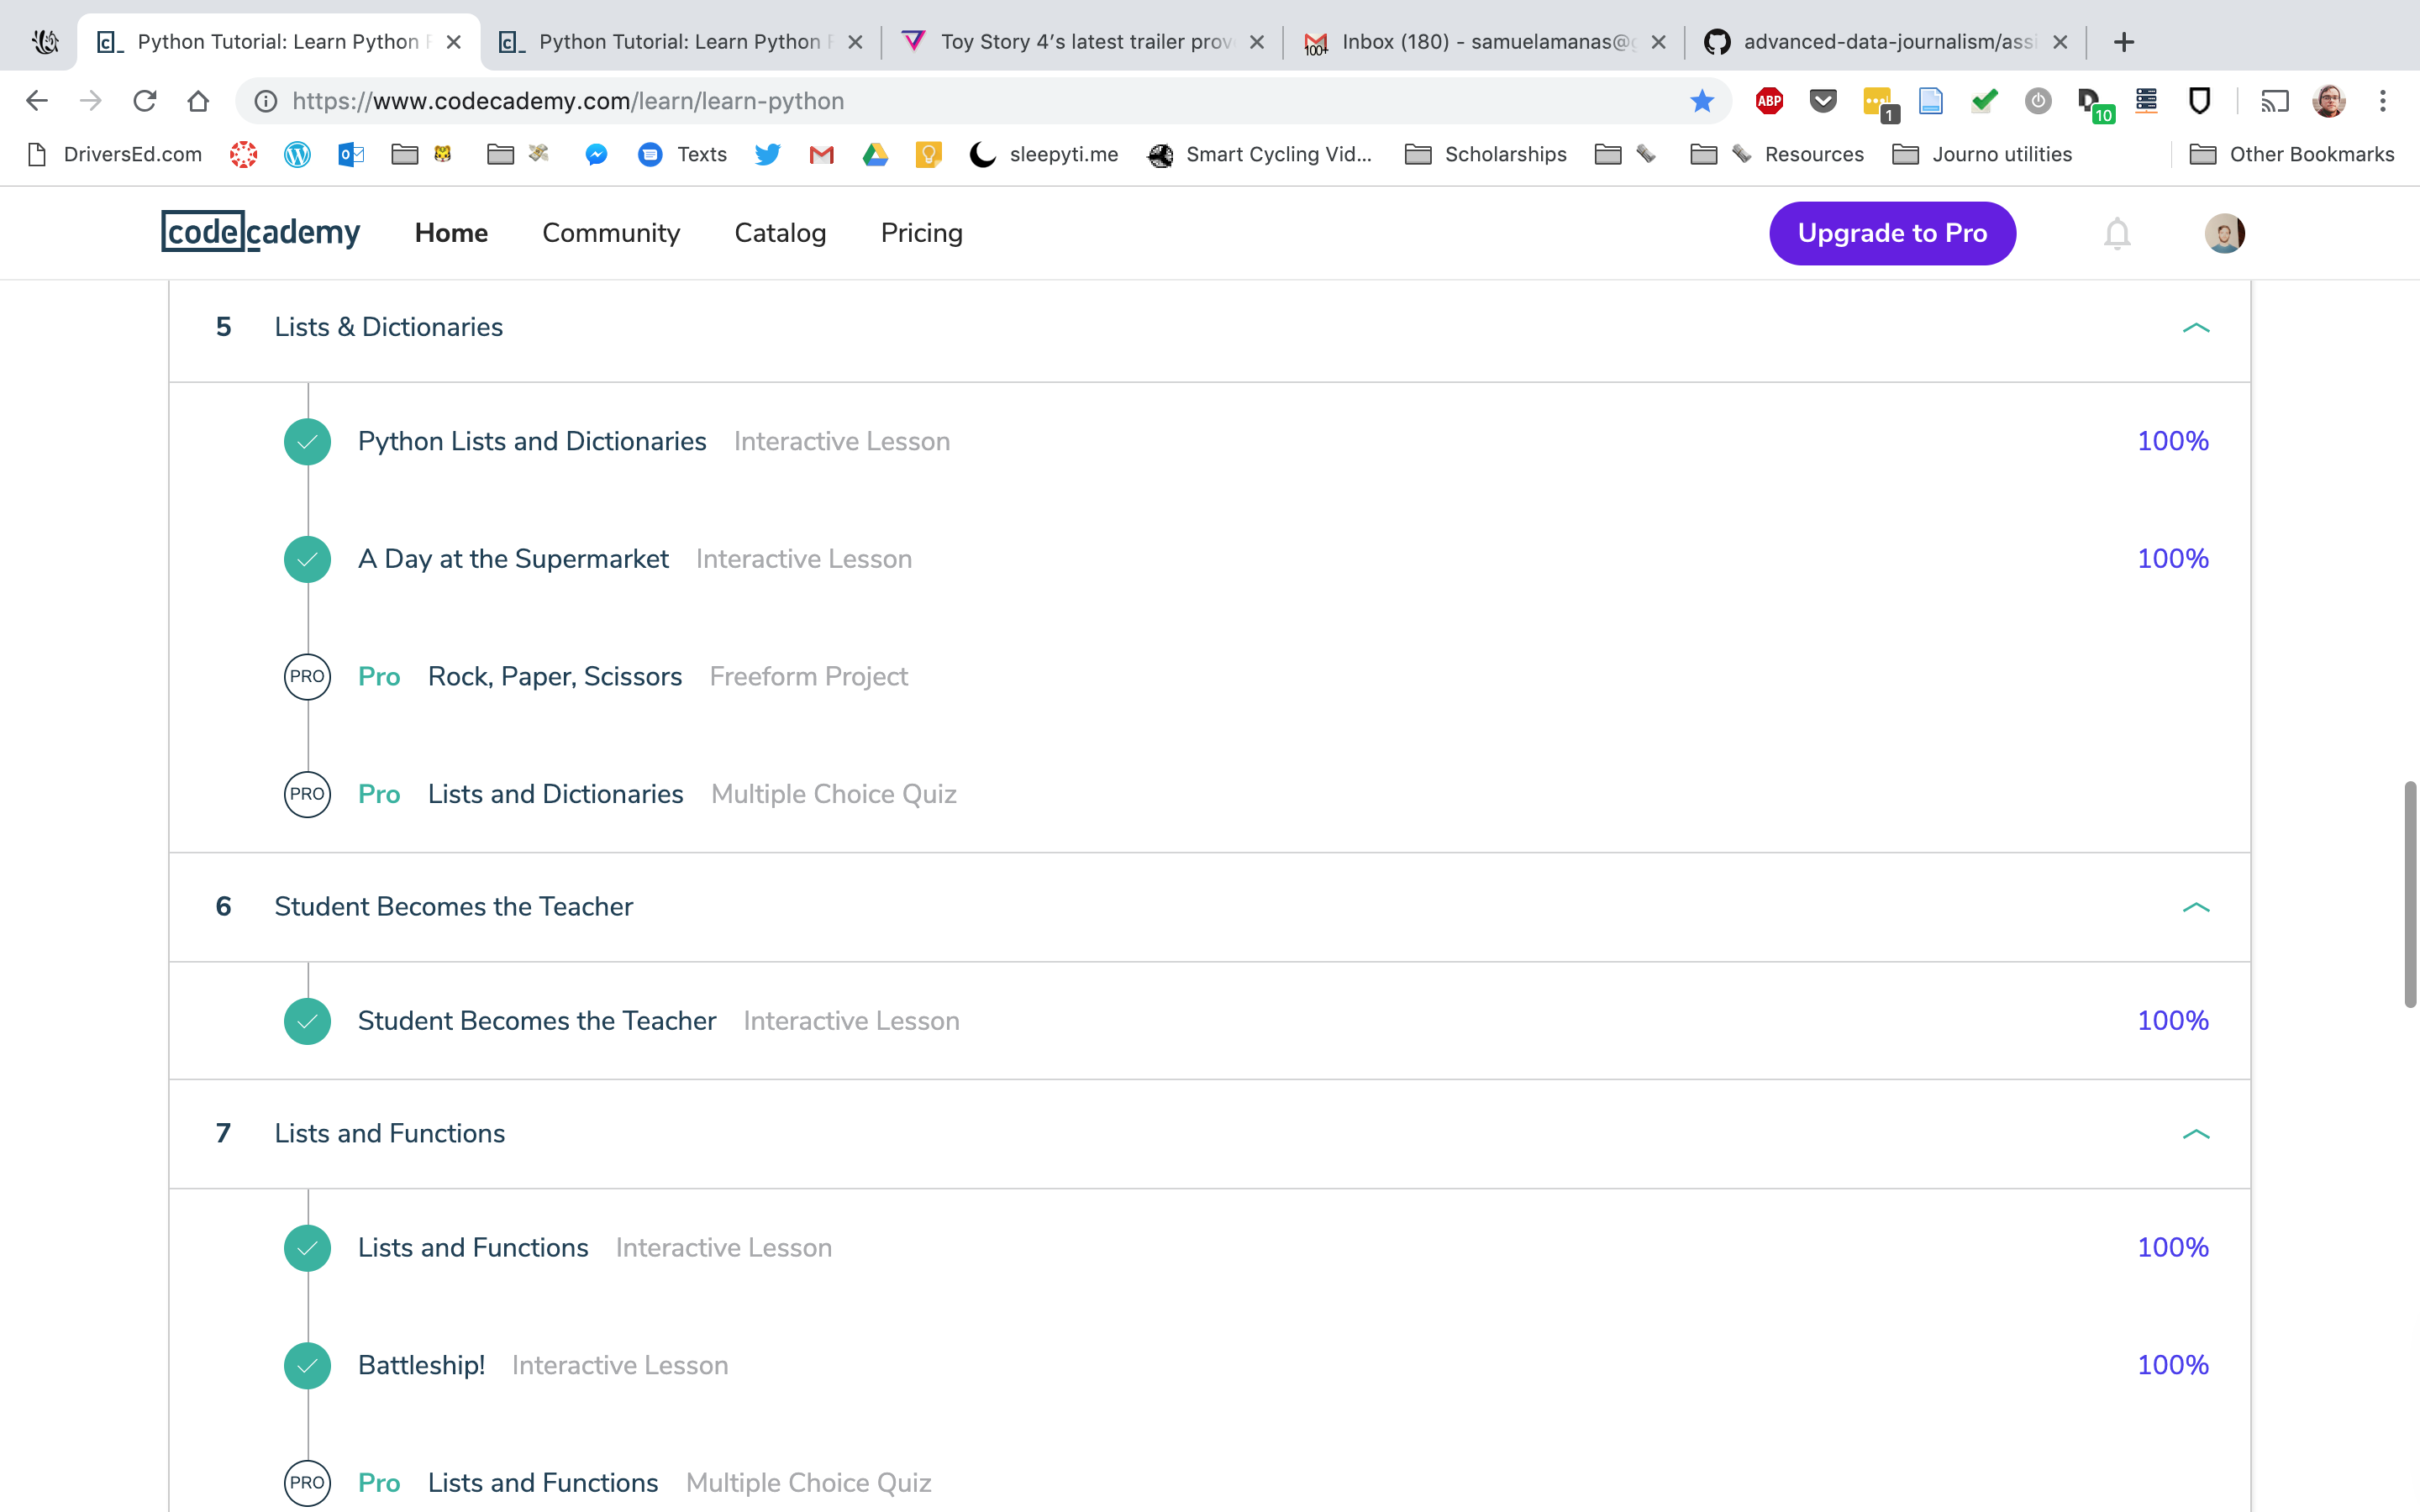 Python Tutorial: Learn Python
Python Tutorial: Learn Python
Toy Story 4's latest trailer prov
Inbox (180) - samuelamanas@g
advanced-data-journalism/assi
https://www.codecademy.com/learn/learn-python
ABP
1
10
DriversEd.com
Texts
sleepyti.me
Smart Cycling Vid...
Scholarships
Resources
Journo utilities
Other Bookmarks
codecademy
Home
Community
Catalog
Pricing
Upgrade to Pro
5 Lists & Dictionaries
Python Lists and Dictionaries Interactive Lesson 100%
A Day at the Supermarket Interactive Lesson 100%
PRO Pro Rock, Paper, Scissors Freeform Project
PRO Pro Lists and Dictionaries Multiple Choice Quiz
6 Student Becomes the Teacher
Student Becomes the Teacher Interactive Lesson 100%
7 Lists and Functions
Lists and Functions Interactive Lesson 100%
Battleship! Interactive Lesson 100%
PRO Pro Lists and Functions Multiple Choice Quiz